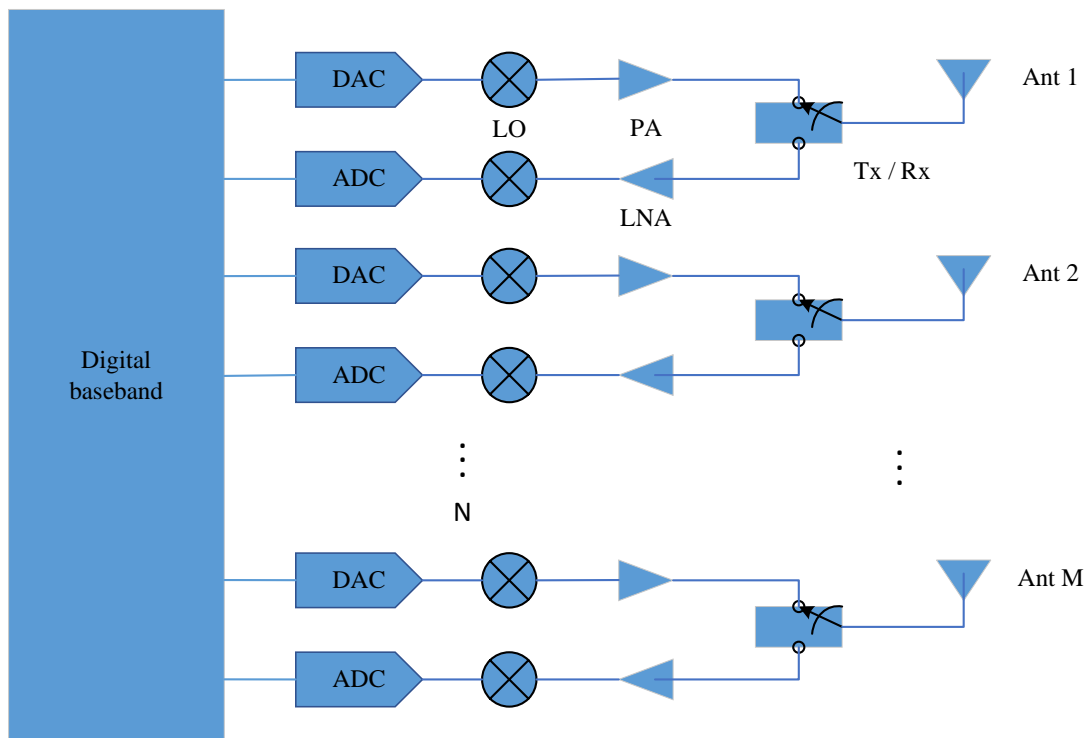 DAC
Ant 1
LO
PA
ADC
Tx / Rx
LNA
DAC
Ant 2
Digital
baseband
ADC
N
DAC
Ant M
ADC